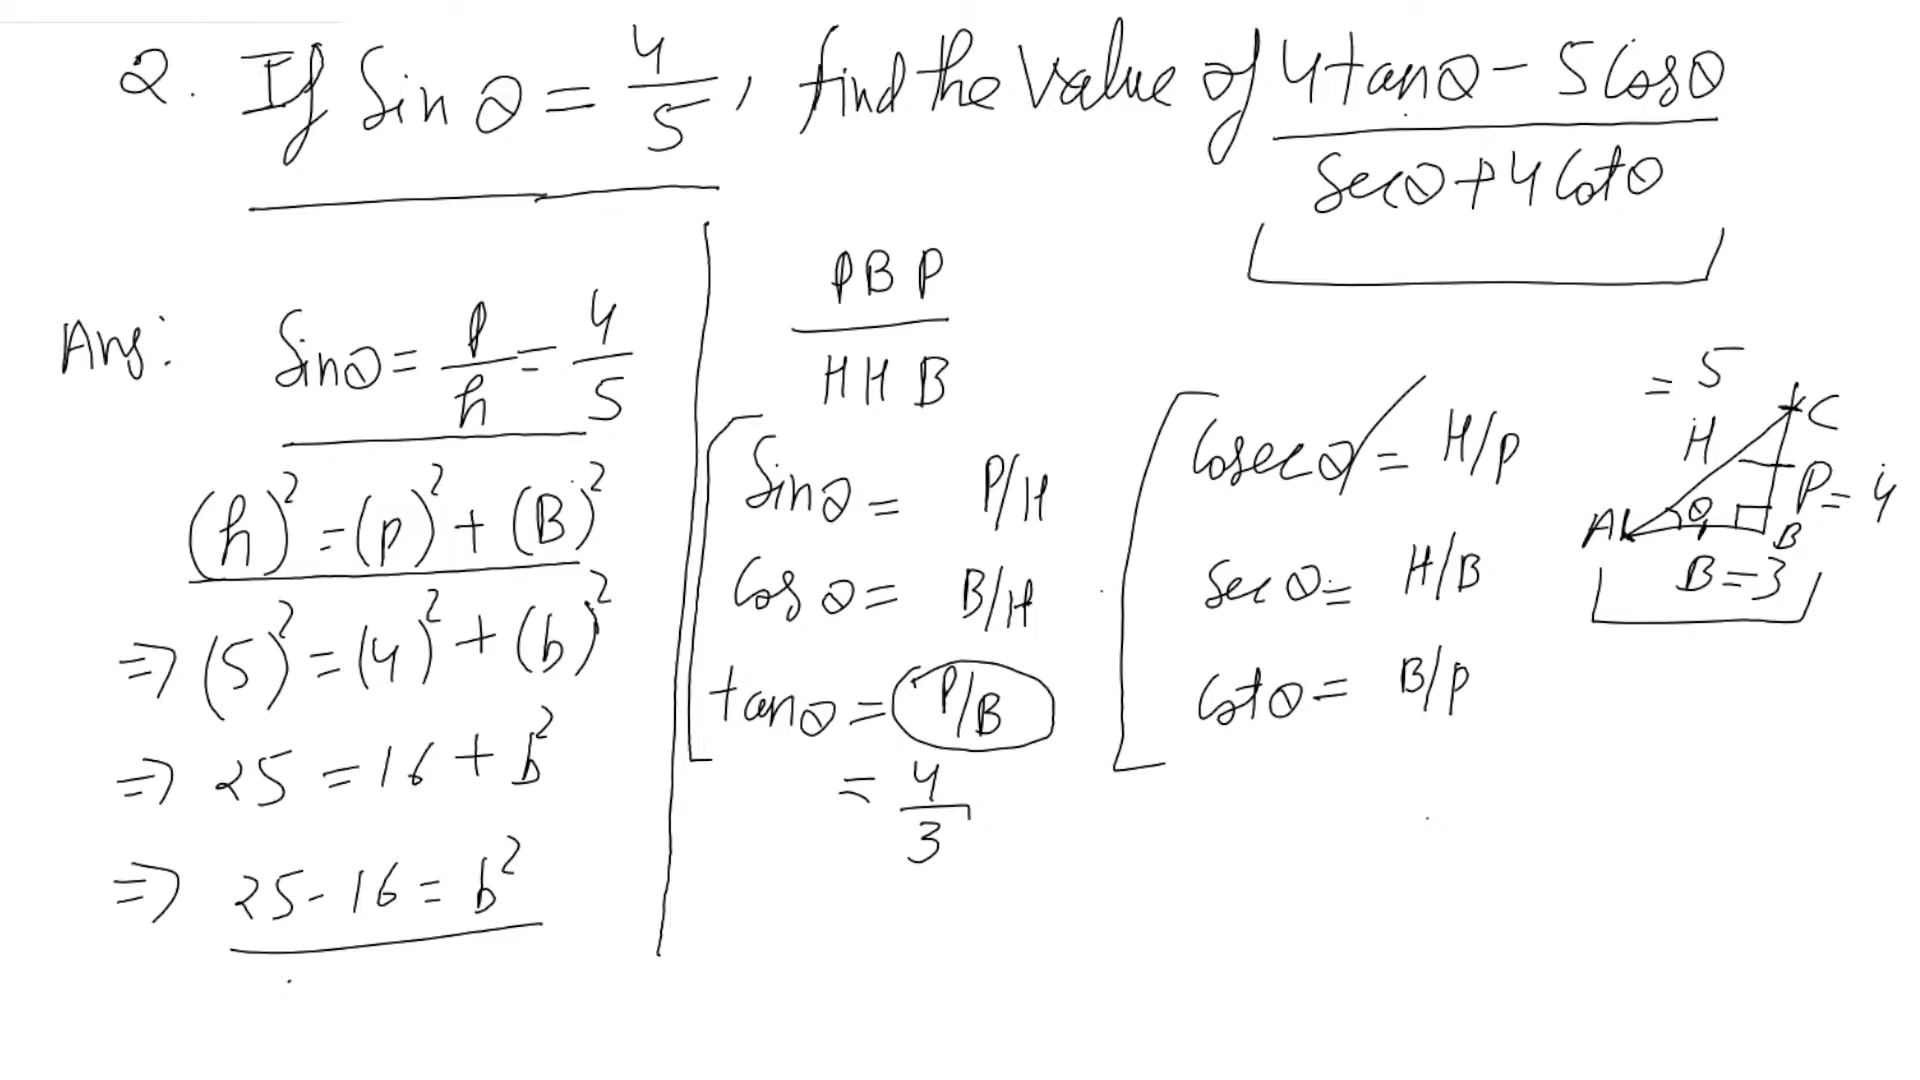 2. If Sin θ = 4/5, find the value of (4tanθ - 5Cosθ)/(Secθ + 4Cotθ)
Ans: Sinθ = p/h = 4/5
(h)² = (p)² + (B)²
⇒ (5)² = (4)² + (b)²
⇒ 25 = 16 + b²
⇒ 25 - 16 = b²
P B P
H H B
Sinθ = P/H
Cosθ = B/H
tanθ = P/B
= 4/3
Cosecθ = H/p
Secθ = H/B
Cotθ = B/p
= 5
H
C
P = 4
A
θ
B
B = 3